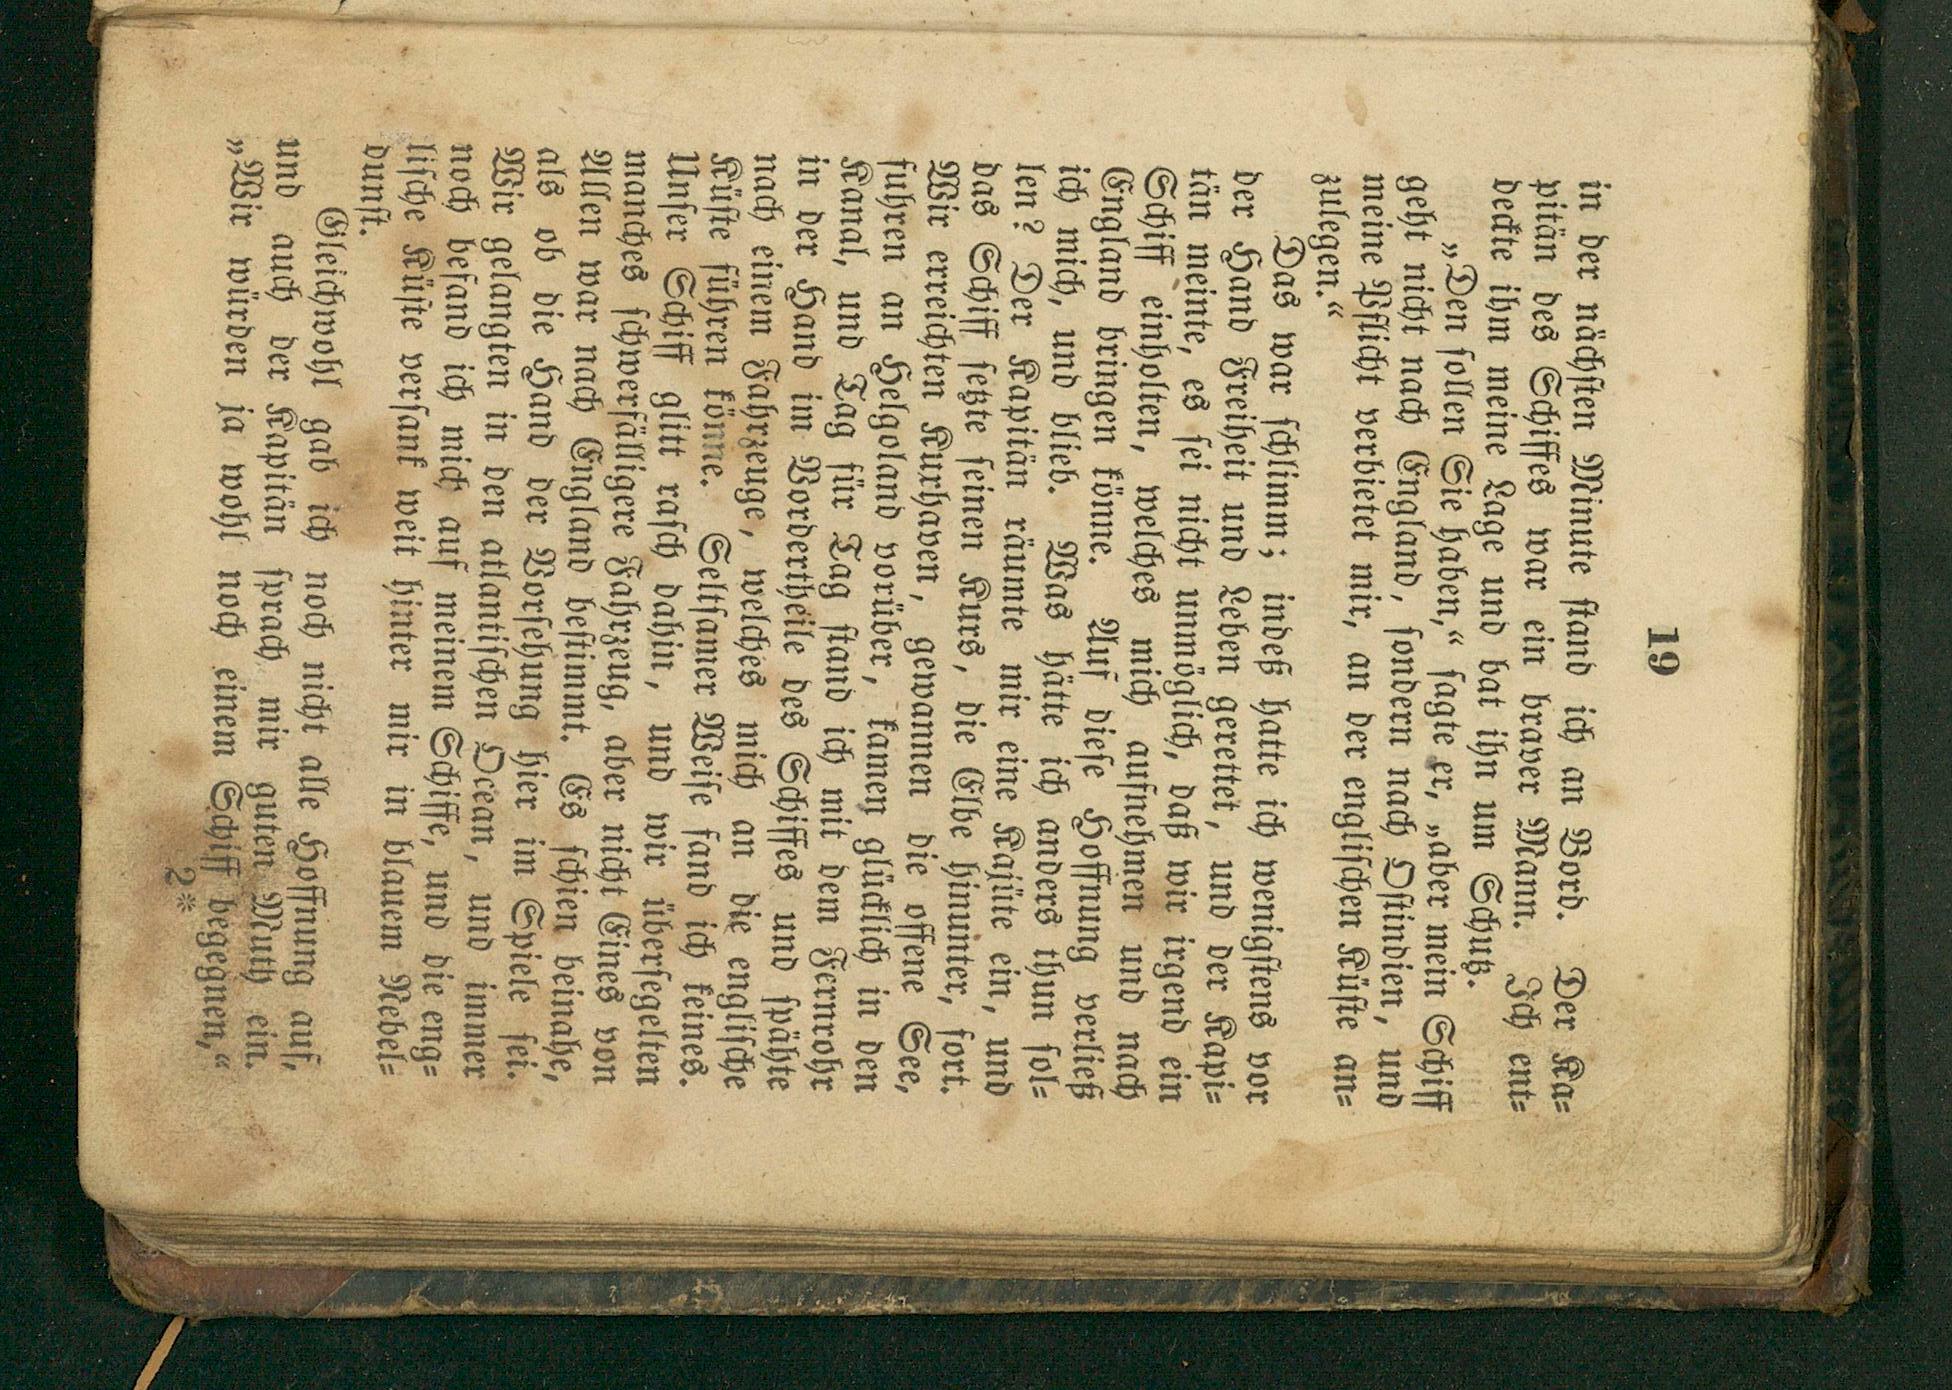 19
in der nächsten Minute stand ich an Bord. Der Ka=
pitän des Schiffes war ein braver Mann. Ich ent=
deckte ihm meine Lage und bat ihn um Schutz.
„Den sollen Sie haben,“ sagte er, „aber mein Schiff
geht nicht nach England, sondern nach Ostindien, und
meine Pflicht verbietet mir, an der englischen Küste an=
zulegen.“
Das war schlimm; indeß hatte ich wenigstens vor
der Hand Freiheit und Leben gerettet, und der Kapi=
tän meinte, es sei nicht unmöglich, daß wir irgend ein
Schiff einholten, welches mich aufnehmen und nach
England bringen könne. Auf diese Hoffnung verließ
ich mich, und blieb. Was hätte ich anders thun sol=
len? Der Kapitän räumte mir eine Kajüte ein, und
das Schiff setzte seinen Kurs, die Elbe hinunter, fort.
Wir erreichten Kuxhaven, gewannen die offene See,
fuhren an Helgoland vorüber, kamen glücklich in den
Kanal, und Tag für Tag stand ich mit dem Fernrohr
in der Hand im Vordertheile des Schiffes und spähte
nach einem Fahrzeuge, welches mich an die englische
Küste führen könne. Seltsamer Weise fand ich keines.
Unser Schiff glitt rasch dahin, und wir übersegelten
manches schwerfälligere Fahrzeug, aber nicht Eines von
Allen war nach England bestimmt. Es schien beinahe,
als ob die Hand der Vorsehung hier im Spiele sei.
Wir gelangten in den atlantischen Ocean, und immer
noch befand ich mich auf meinem Schiffe, und die eng=
lische Küste versank weit hinter mir in blauem Nebel=
dunst.
Gleichwohl gab ich noch nicht alle Hoffnung auf,
und auch der Kapitän sprach mir guten Muth ein.
„Wir würden ja wohl noch einem Schiff begegnen,“
2*